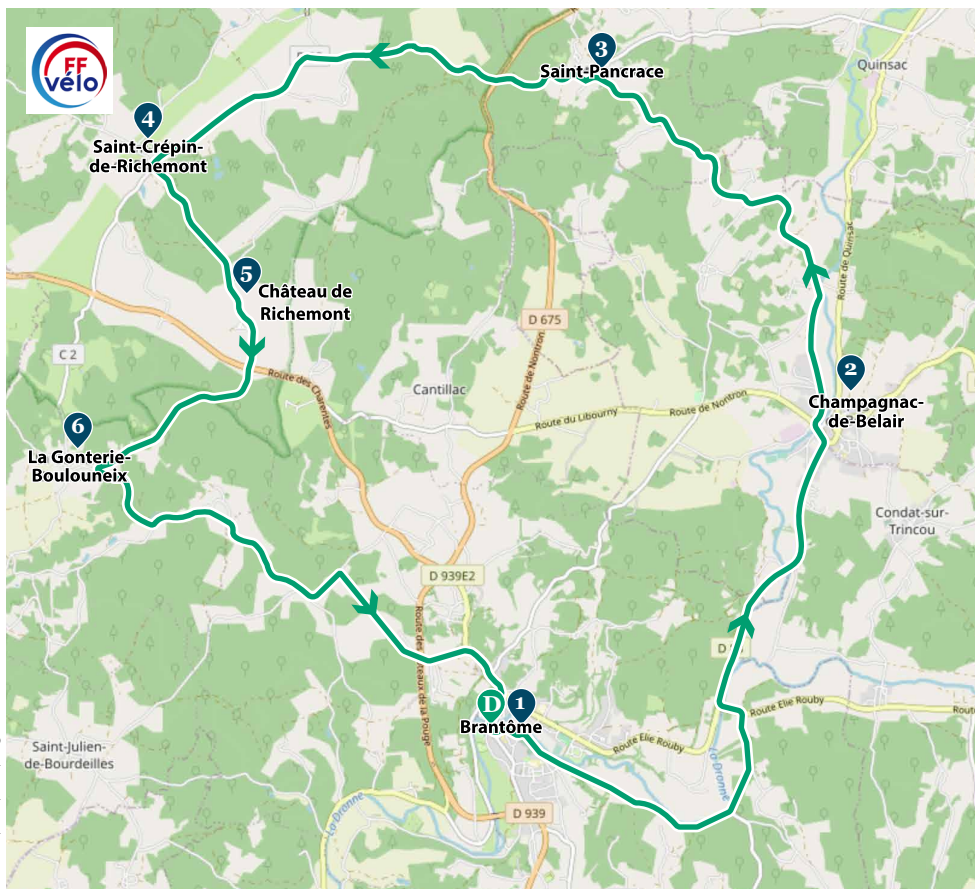 FF
vélo
3
Saint-Pancrace
Quinsac
4
Saint-Crépin-
de-Richemont
5
Château de
Richemont
Route de Quinsac
D 675
Route de Nontron
C 2
Route des Charentes
Cantillac
2
Champagnac-
de-Belair
Route du Libourny
Route de Nontron
6
La Gonterie-
Boulouneix
Condat-sur-
Trincou
D 939E2
D
1
Brantôme
Route Elie Rouby
Route Elie Rouby
Route
La Dronne
Saint-Julien-
de-Bourdeilles
La Dronne
D 939